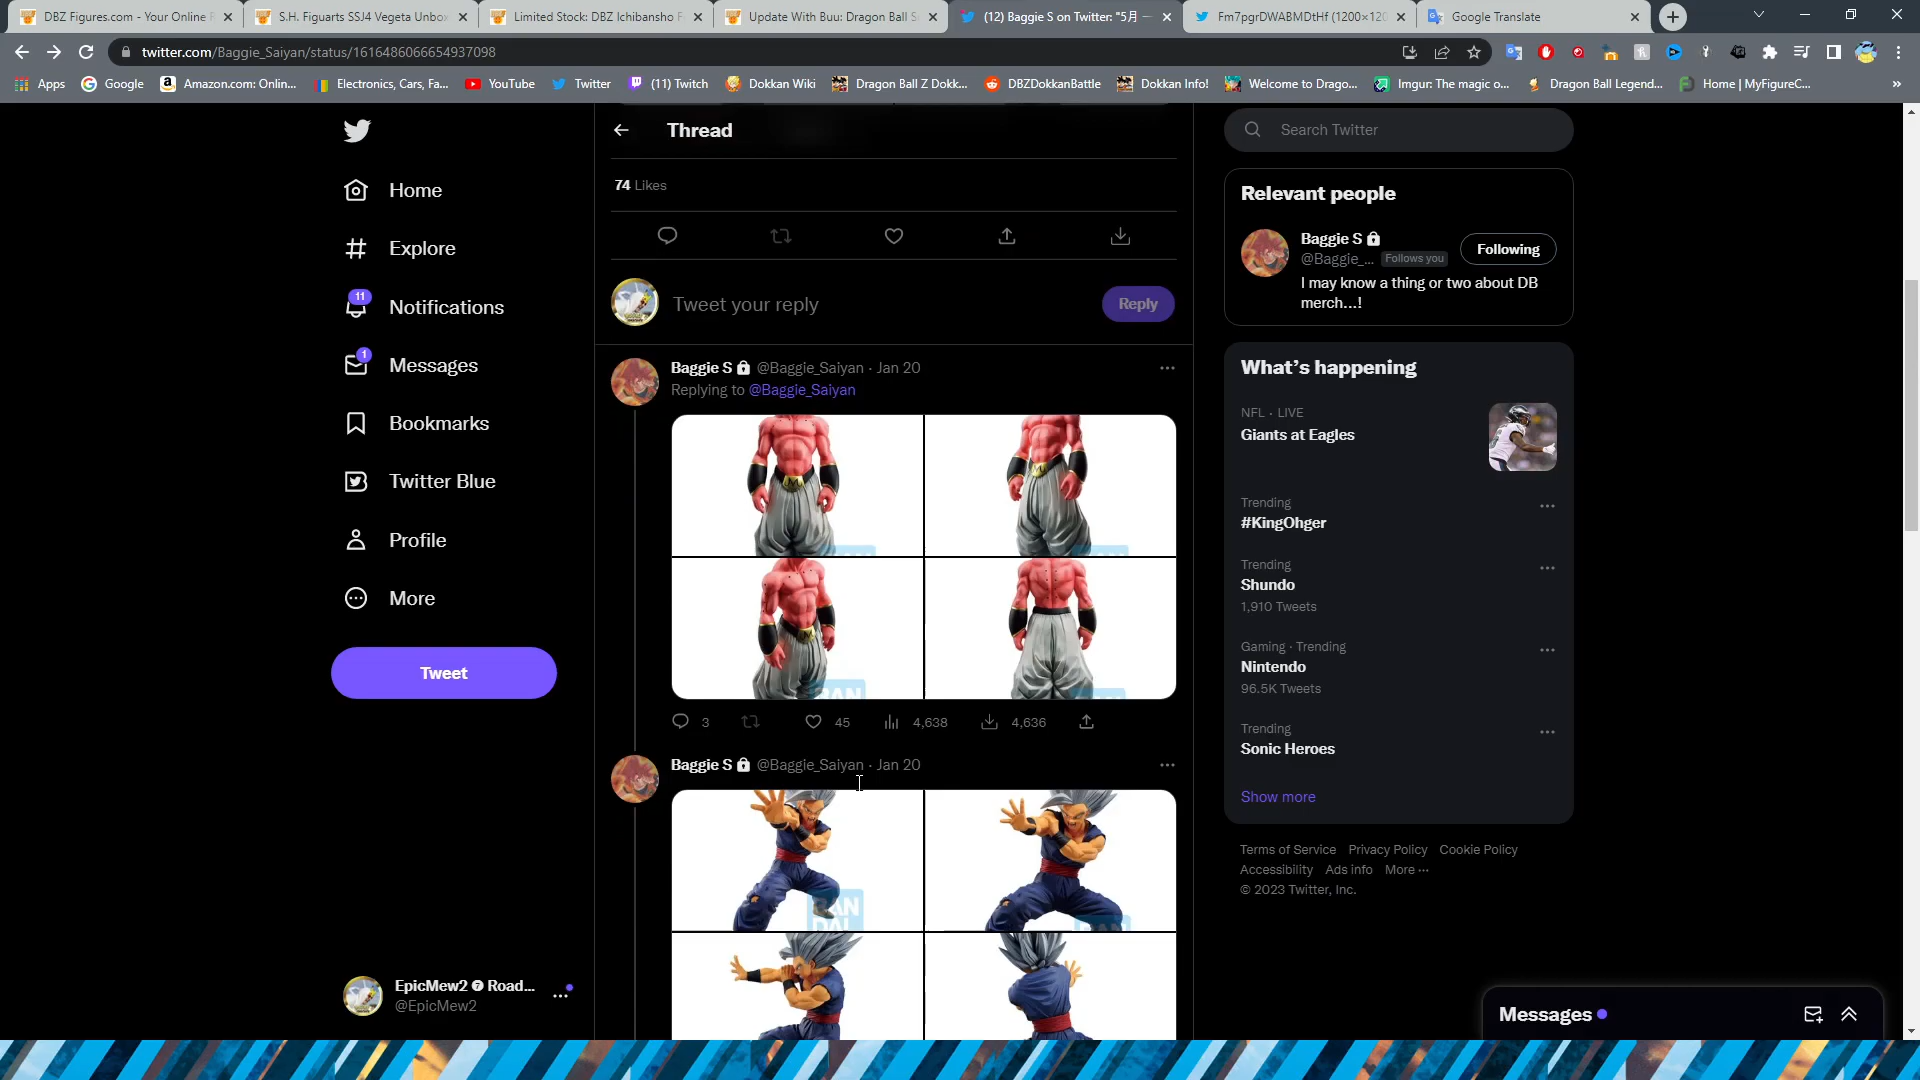 DBZ Figures.com - Your Online F
S.H. Figuarts SSJ4 Vegeta Unbox
Limited Stock: DBZ Ichibansho F
Update With Buu: Dragon Ball S
(12) Baggie S on Twitter: "5月 一
Fm7pgrDWABMDtHf (1200×120
Google Translate
twitter.com/Baggie_Saiyan/status/1616486066654937098
Apps
Google
Amazon.com: Onlin...
Electronics, Cars, Fa...
YouTube
Twitter
(11) Twitch
Dokkan Wiki
Dragon Ball Z Dokk...
DBZDokkanBattle
Dokkan Info!
Welcome to Drago...
Imgur: The magic o...
Dragon Ball Legend...
Home | MyFigureC...
»
Home
Explore
11
Notifications
1
Messages
Bookmarks
Twitter Blue
Profile
More
Tweet
EpicMew2 Road...
@EpicMew2
Thread
74 Likes
Tweet your reply
Reply
Baggie S @Baggie_Saiyan · Jan 20
Replying to @Baggie_Saiyan
M
M
BAN
3
45
4,638
4,636
Baggie S @Baggie_Saiyan · Jan 20
BAN
DAI
Search Twitter
Relevant people
Baggie S
@Baggie_... Follows you
Following
I may know a thing or two about DB
merch...!
What's happening
NFL · LIVE
Giants at Eagles
Trending
#KingOhger
Trending
Shundo
1,910 Tweets
Gaming · Trending
Nintendo
96.5K Tweets
Trending
Sonic Heroes
Show more
Terms of Service Privacy Policy Cookie Policy
Accessibility Ads info More ···
© 2023 Twitter, Inc.
Messages